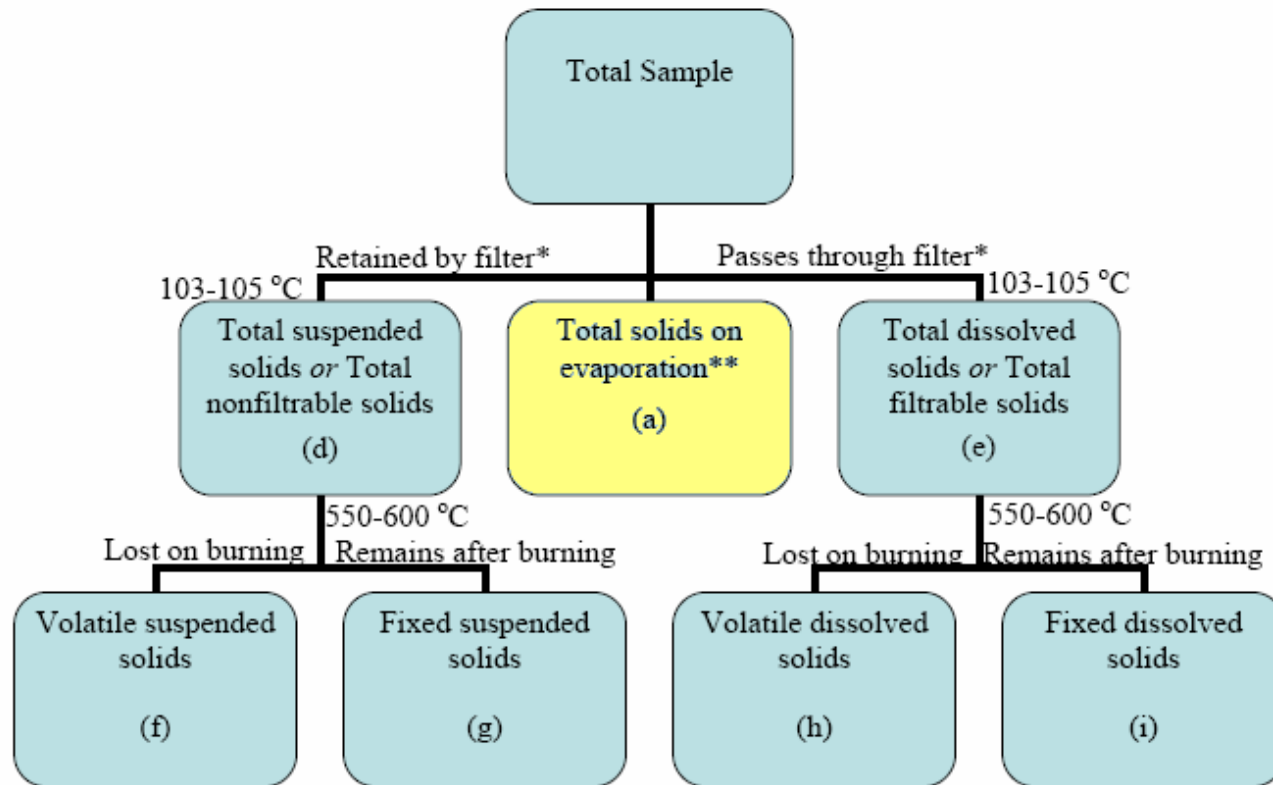 Total Sample
Retained by filter*
Passes through filter*
103-105 °C
103-105 °C
Total suspended
solids or Total
nonfiltrable solids
(d)
Total solids on
evaporation**
(a)
Total dissolved
solids or Total
filtrable solids
(e)
550-600 °C
550-600 °C
Lost on burning
Remains after burning
Lost on burning
Remains after burning
Volatile suspended
solids
(f)
Fixed suspended
solids
(g)
Volatile dissolved
solids
(h)
Fixed dissolved
solids
(i)